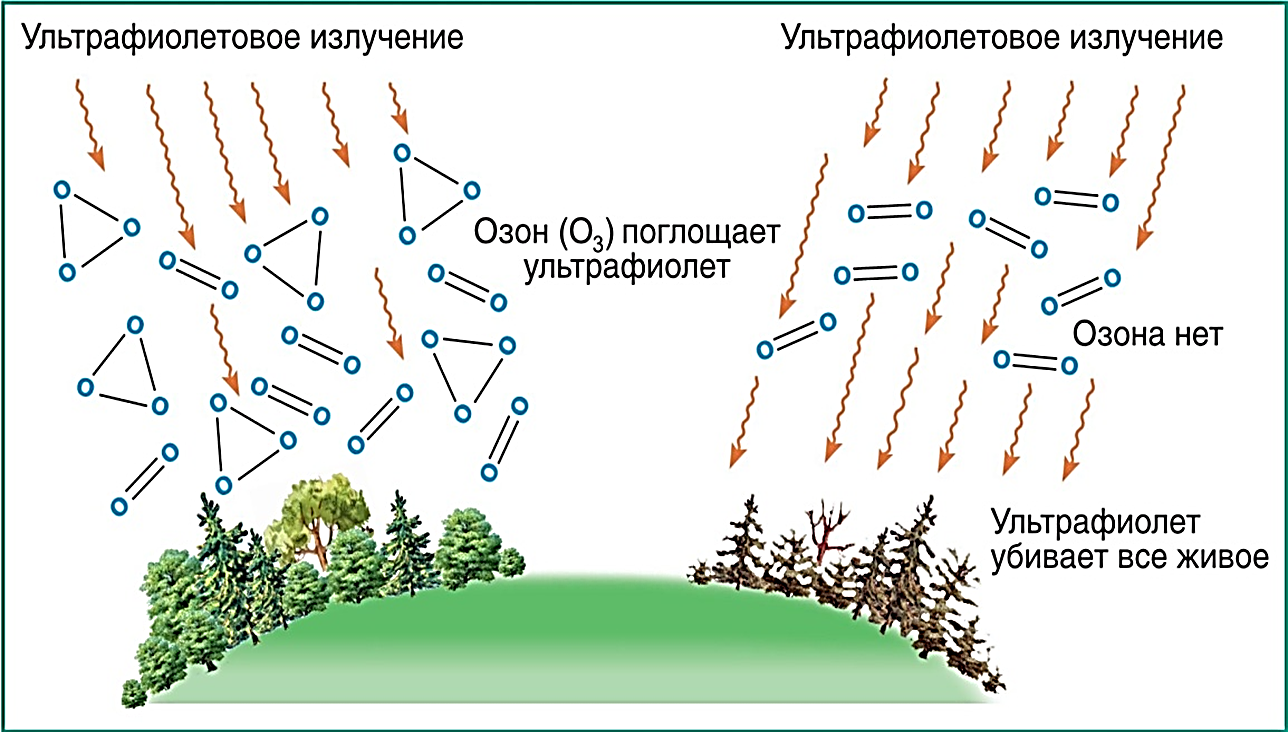 Ультрафиолетовое излучение
Ультрафиолетовое излучение
Озон (O₃) поглощает
ультрафиолет
Озона нет
Ультрафиолет
убивает все живое